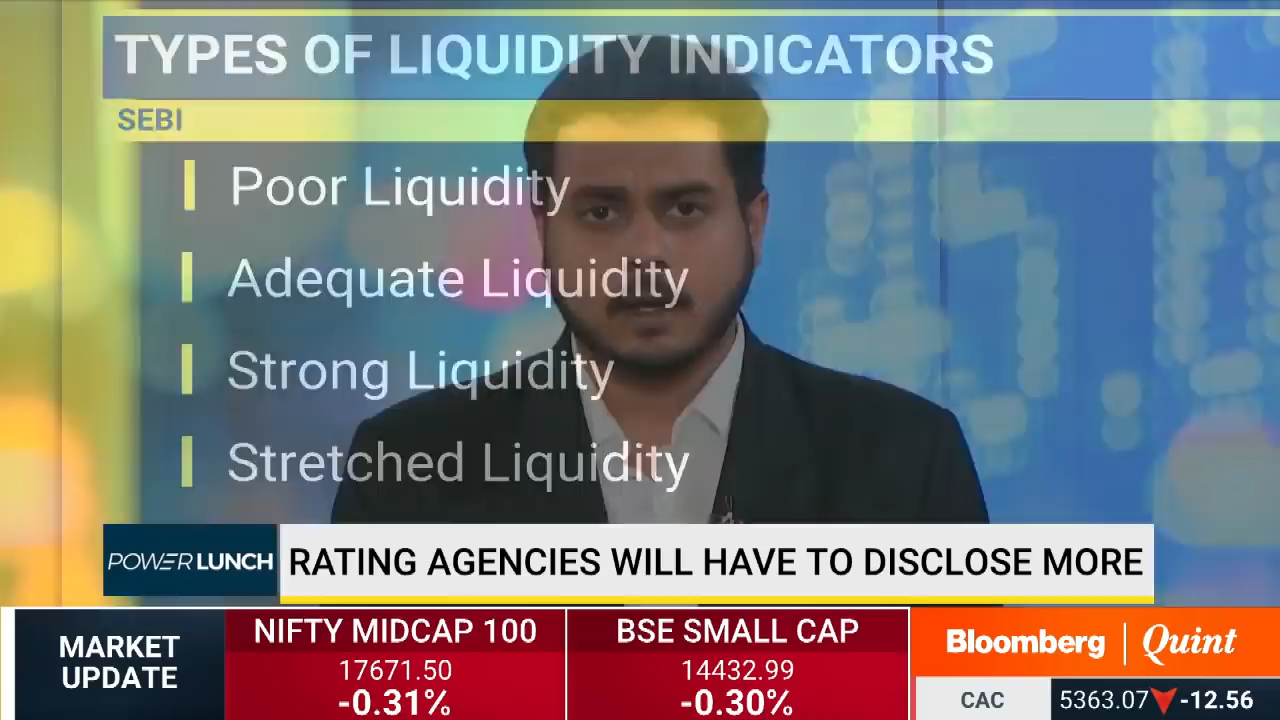 TYPES OF LIQUIDITY INDICATORS
SEBI
Poor Liquidity
Adequate Liquidity
Strong Liquidity
Stretched Liquidity
POWER LUNCH
RATING AGENCIES WILL HAVE TO DISCLOSE MORE
MARKET
UPDATE
NIFTY MIDCAP 100
17671.50
-0.31%
BSE SMALL CAP
14432.99
-0.30%
Bloomberg | Quint
CAC 5363.07 -12.56